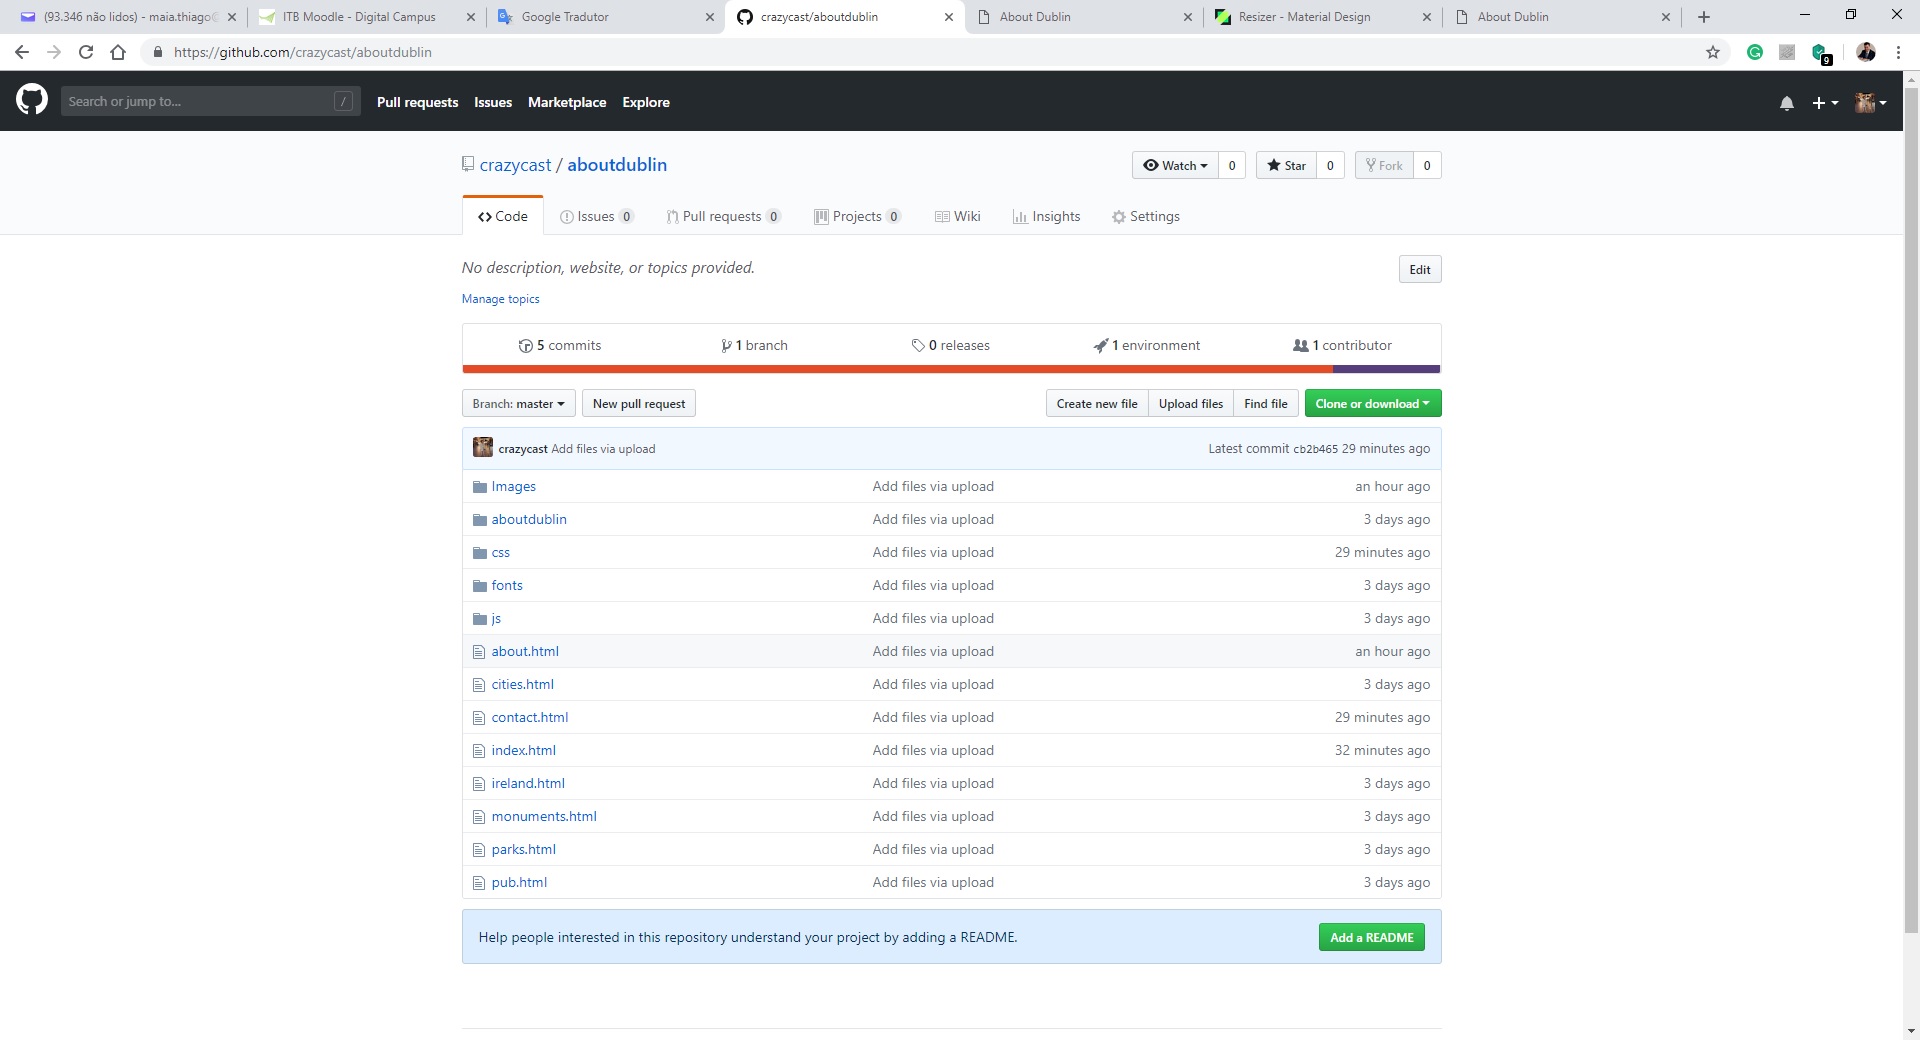 (93.346 não lidos) - maia.thiago@
ITB Moodle - Digital Campus
Google Tradutor
crazycast/aboutdublin
About Dublin
Resizer - Material Design
About Dublin
https://github.com/crazycast/aboutdublin
9
Search or jump to... /
Pull requests Issues Marketplace Explore
crazycast / aboutdublin
Watch 0 Star 0 Fork 0
Code Issues 0 Pull requests 0 Projects 0 Wiki Insights Settings
No description, website, or topics provided. Edit
Manage topics
5 commits 1 branch 0 releases 1 environment 1 contributor
Branch: master New pull request Create new file Upload files Find file Clone or download
crazycast Add files via upload Latest commit cb2b465 29 minutes ago
Images Add files via upload an hour ago
aboutdublin Add files via upload 3 days ago
css Add files via upload 29 minutes ago
fonts Add files via upload 3 days ago
js Add files via upload 3 days ago
about.html Add files via upload an hour ago
cities.html Add files via upload 3 days ago
contact.html Add files via upload 29 minutes ago
index.html Add files via upload 32 minutes ago
ireland.html Add files via upload 3 days ago
monuments.html Add files via upload 3 days ago
parks.html Add files via upload 3 days ago
pub.html Add files via upload 3 days ago
Help people interested in this repository understand your project by adding a README. Add a README